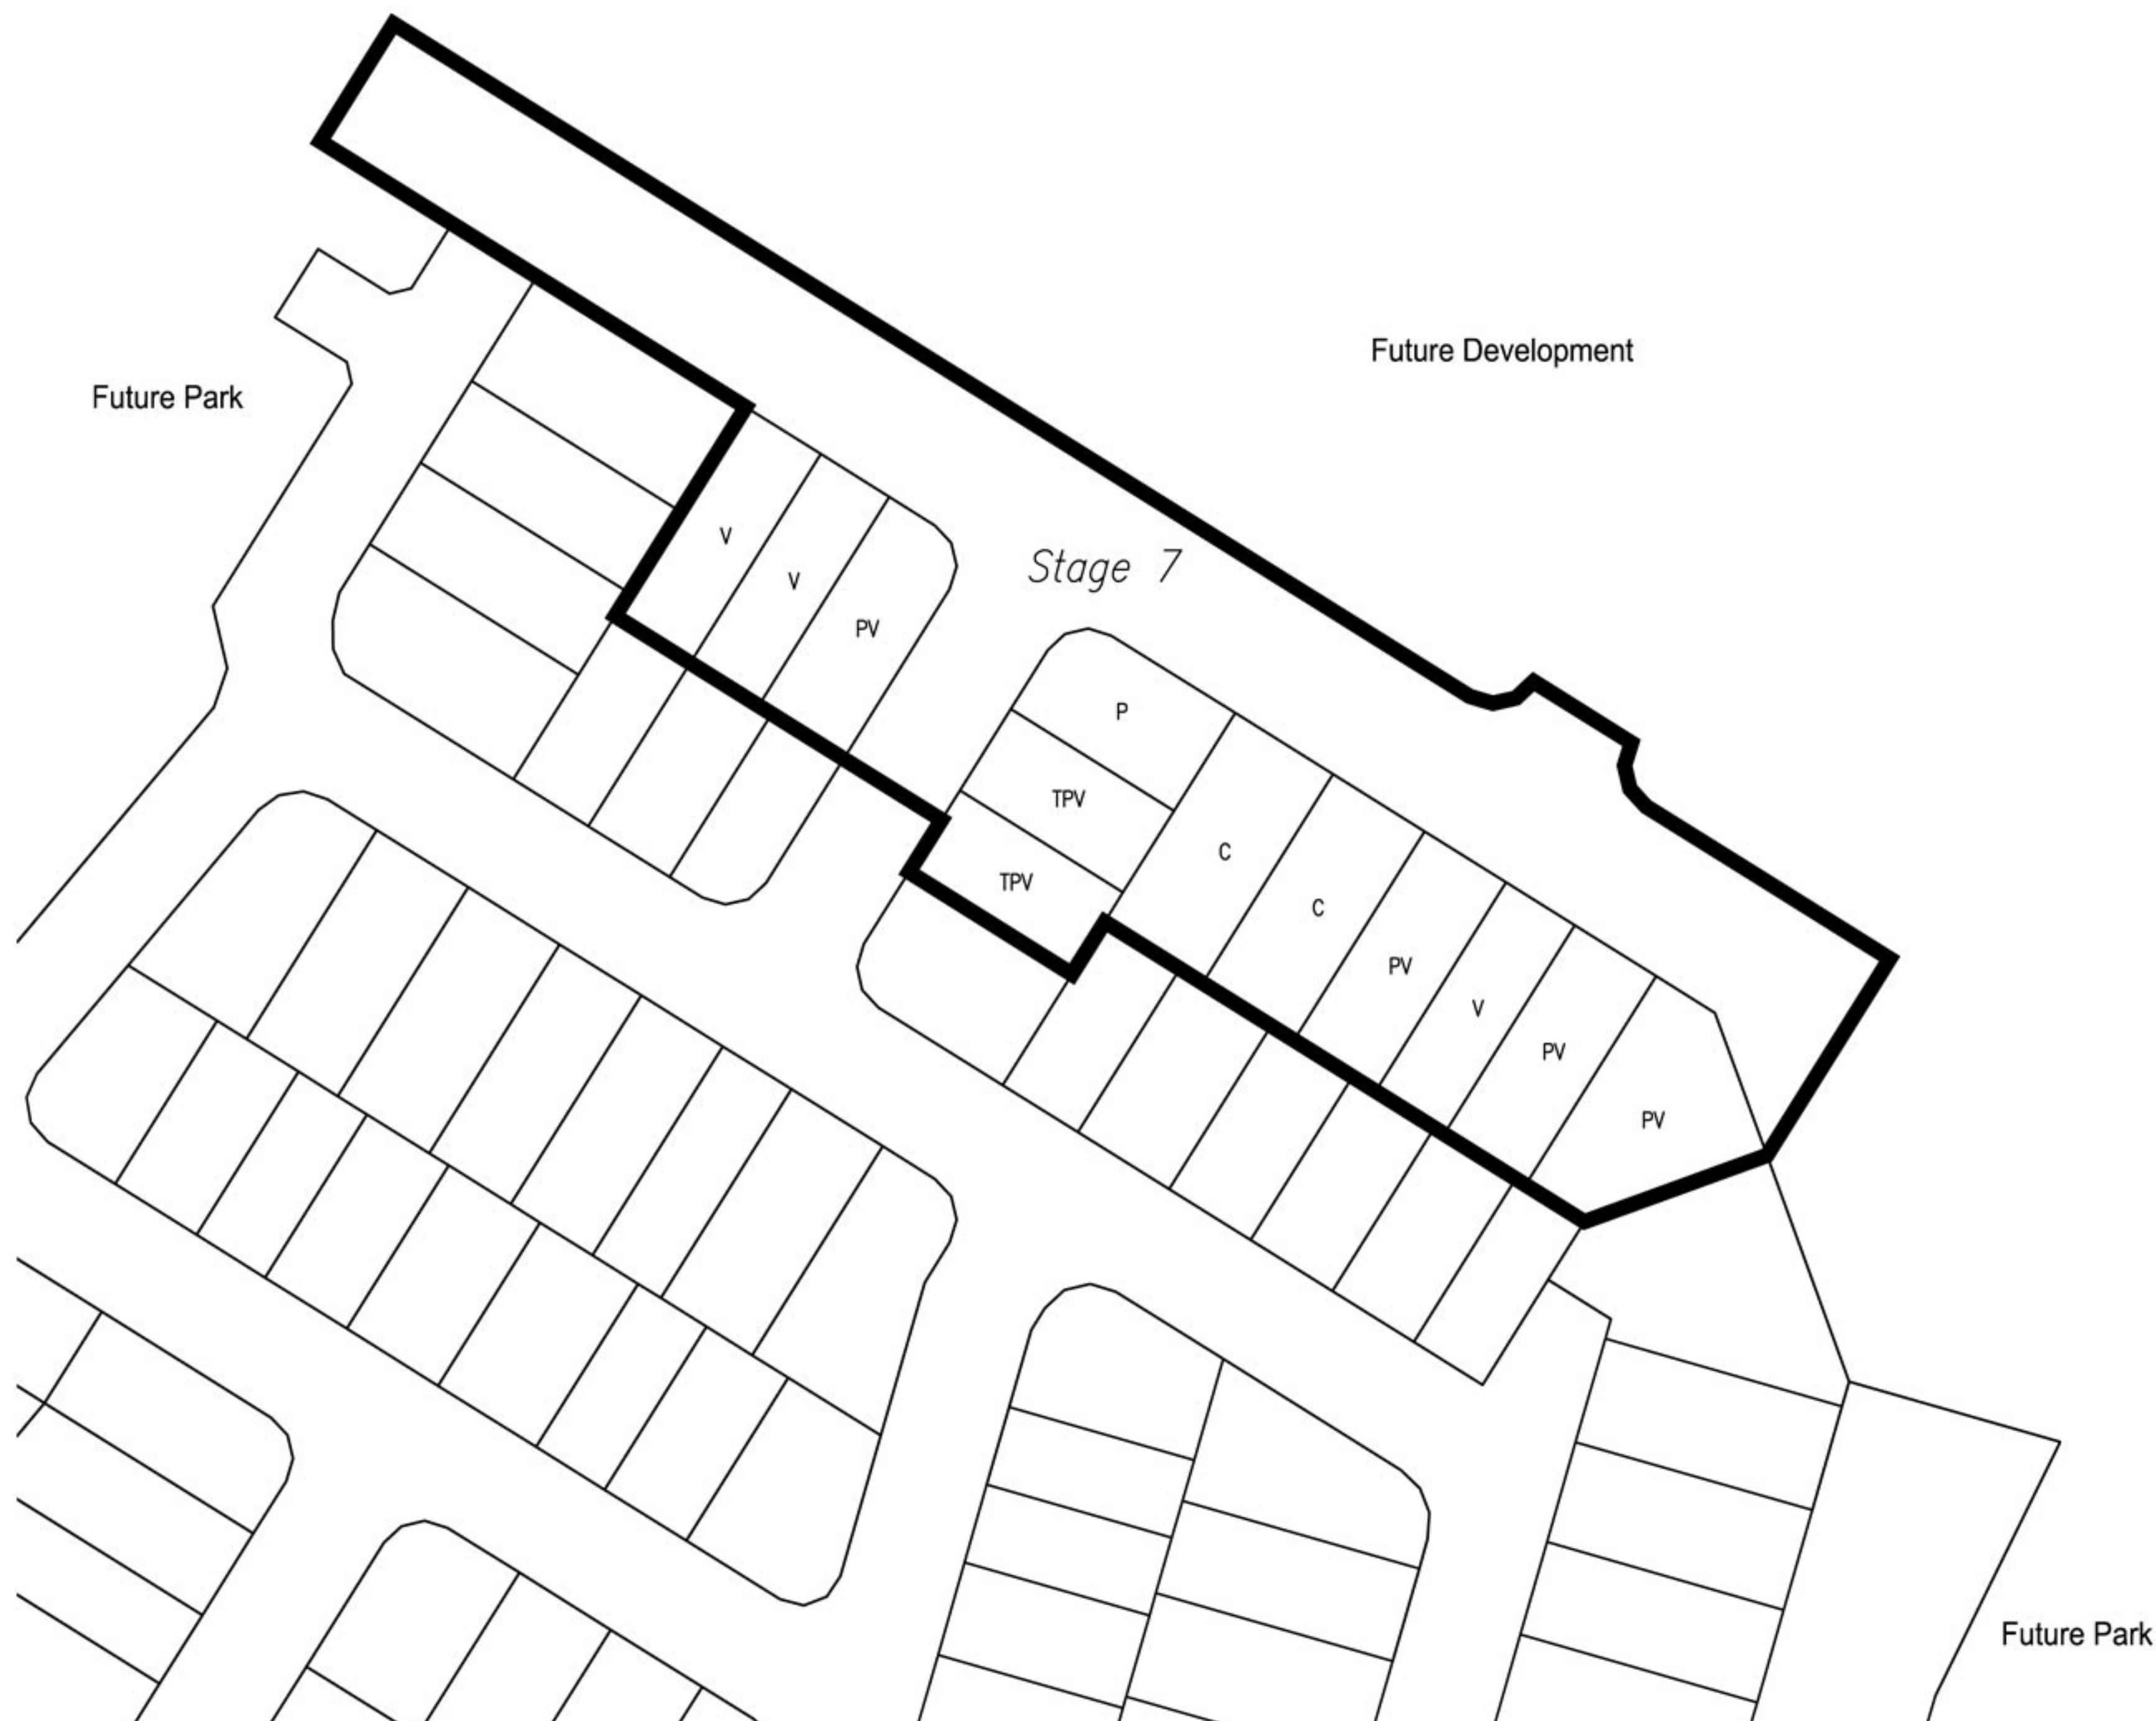 Future Development
Future Park
V
Stage 7
V
PV
P
TPV
C
TPV
C
PV
V
PV
PV
Future Park